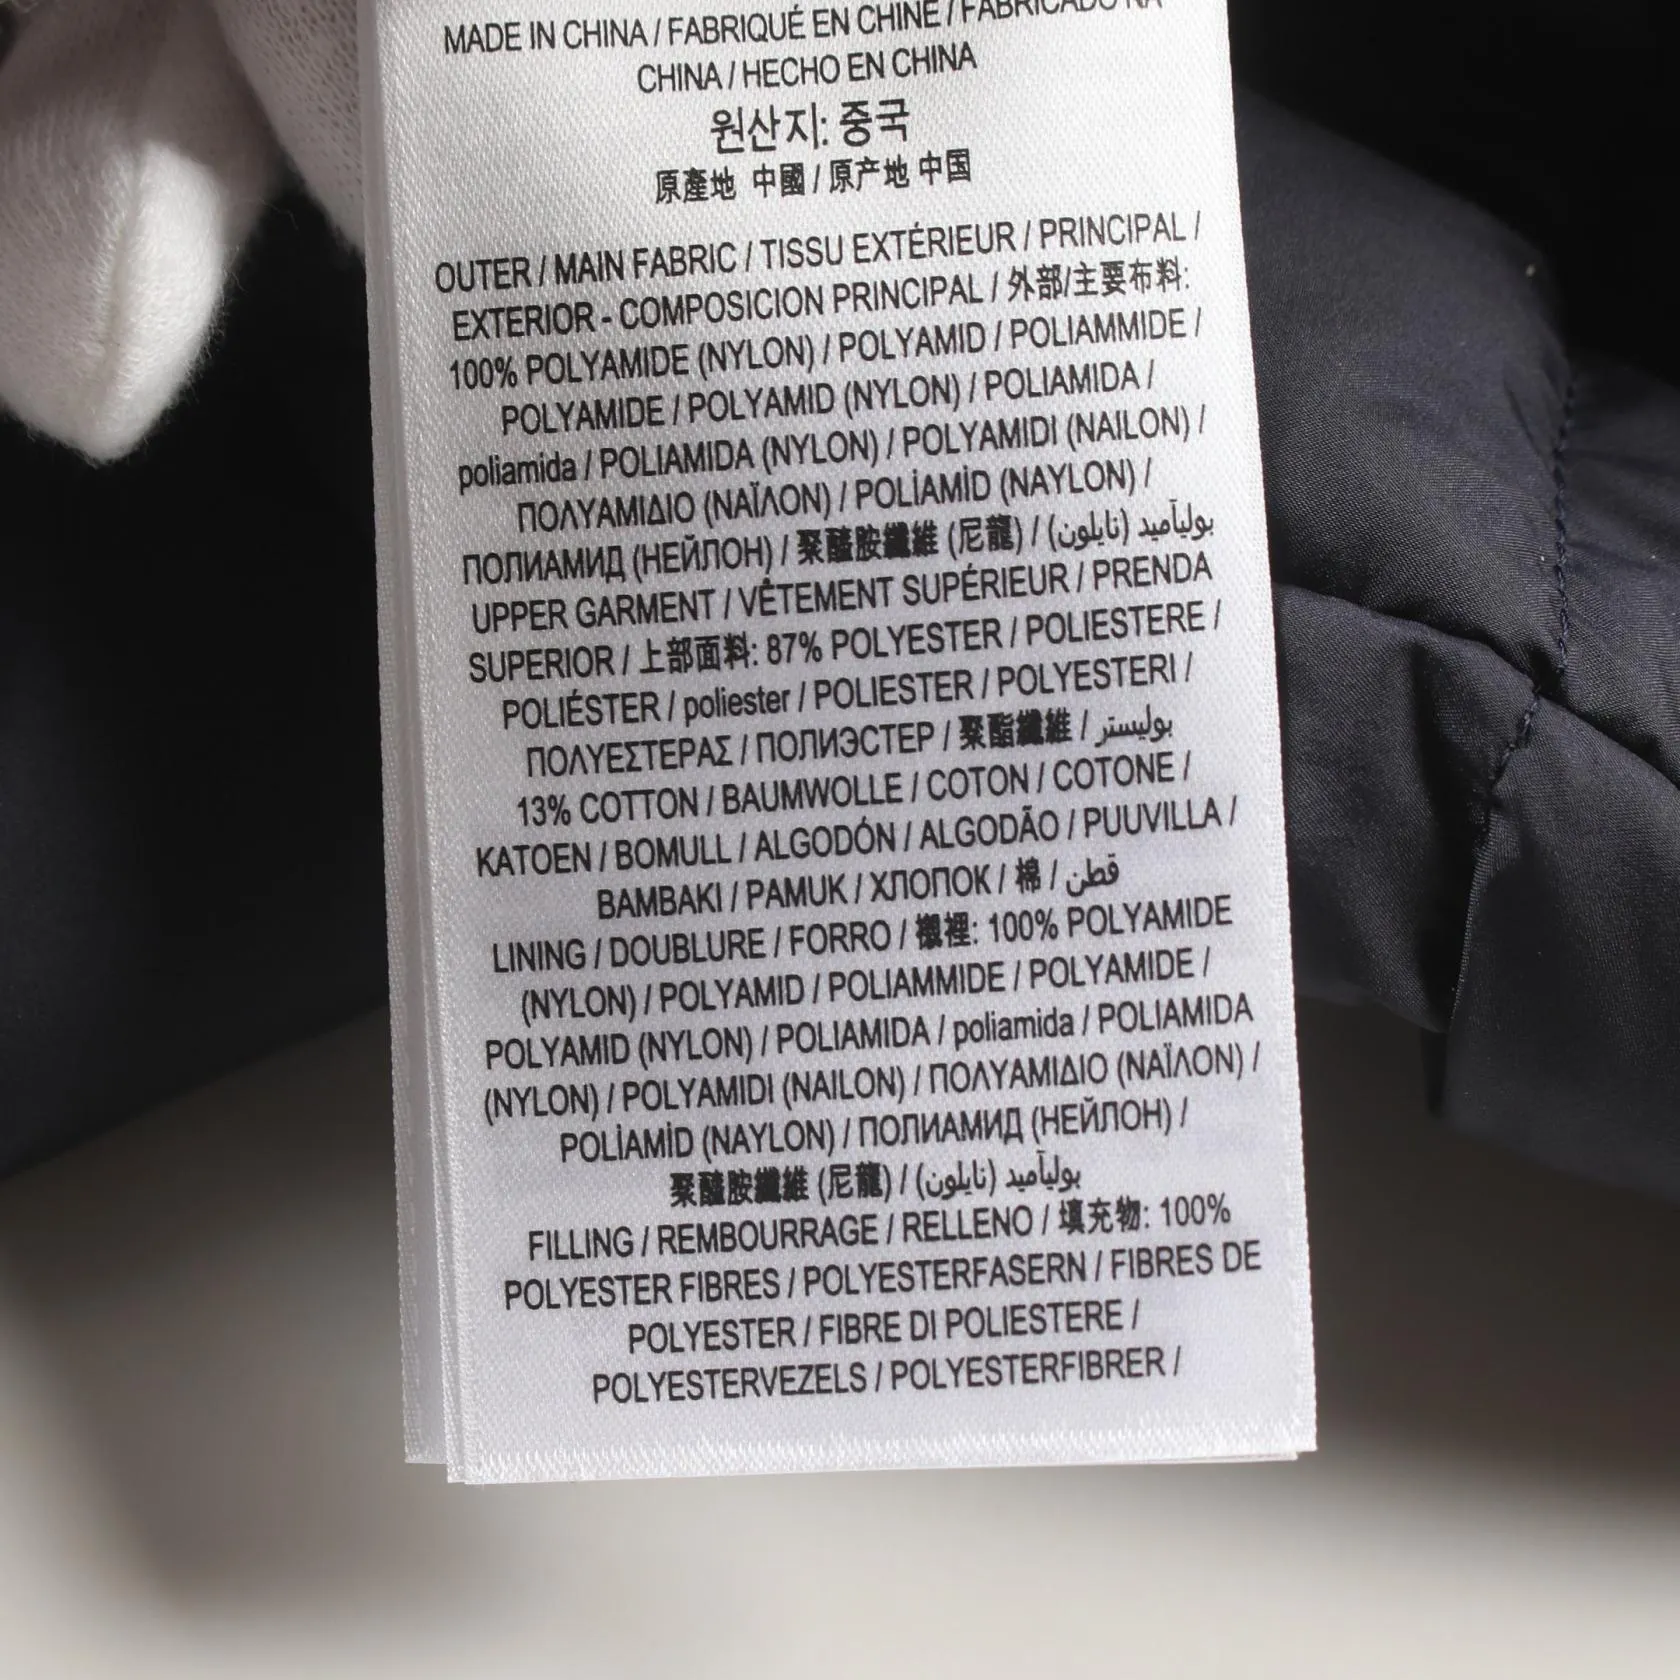 MADE IN CHINA / FABRIQUÉ EN CHINE / FABRICADO NA
CHINA / HECHO EN CHINA
원산지: 중국
原產地 中國 / 原产地 中国
OUTER / MAIN FABRIC / TISSU EXTÉRIEUR / PRINCIPAL /
EXTERIOR - COMPOSICION PRINCIPAL / 外部/主要布料:
100% POLYAMIDE (NYLON) / POLYAMID / POLIAMMIDE /
POLYAMIDE / POLYAMID (NYLON) / POLIAMIDA /
poliamida / POLIAMIDA (NYLON) / POLYAMIDI (NAILON) /
ΠΟΛΥΑΜΙΔΙΟ (ΝΑΪΛΟΝ) / POLİAMİD (NAYLON) /
ПОЛИАМИД (НЕЙЛОН) / 聚醯胺纖維 (尼龍) / بوليآميد (نايلون)
UPPER GARMENT / VÊTEMENT SUPÉRIEUR / PRENDA
SUPERIOR / 上部面料: 87% POLYESTER / POLIESTERE /
POLIÉSTER / poliester / POLIESTER / POLYESTERI /
ΠΟΛΥΕΣΤΕΡΑΣ / ПОЛИЭСТЕР / 聚酯纖維 / بوليستر
13% COTTON / BAUMWOLLE / COTON / COTONE /
KATOEN / BOMULL / ALGODÓN / ALGODÃO / PUUVILLA /
BAMBAKI / PAMUK / ХЛОПОК / 棉 / قطن
LINING / DOUBLURE / FORRO / 襯裡: 100% POLYAMIDE
(NYLON) / POLYAMID / POLIAMMIDE / POLYAMIDE /
POLYAMID (NYLON) / POLIAMIDA / poliamida / POLIAMIDA
(NYLON) / POLYAMIDI (NAILON) / ΠΟΛΥΑΜΙΔΙΟ (ΝΑΪΛΟΝ) /
POLİAMİD (NAYLON) / ПОЛИАМИД (НЕЙЛОН) /
聚醯胺纖維 (尼龍) / بوليآميد (نايلون)
FILLING / REMBOURRAGE / RELLENO / 填充物: 100%
POLYESTER FIBRES / POLYESTERFASERN / FIBRES DE
POLYESTER / FIBRE DI POLIESTERE /
POLYESTERVEZELS / POLYESTERFIBRER /